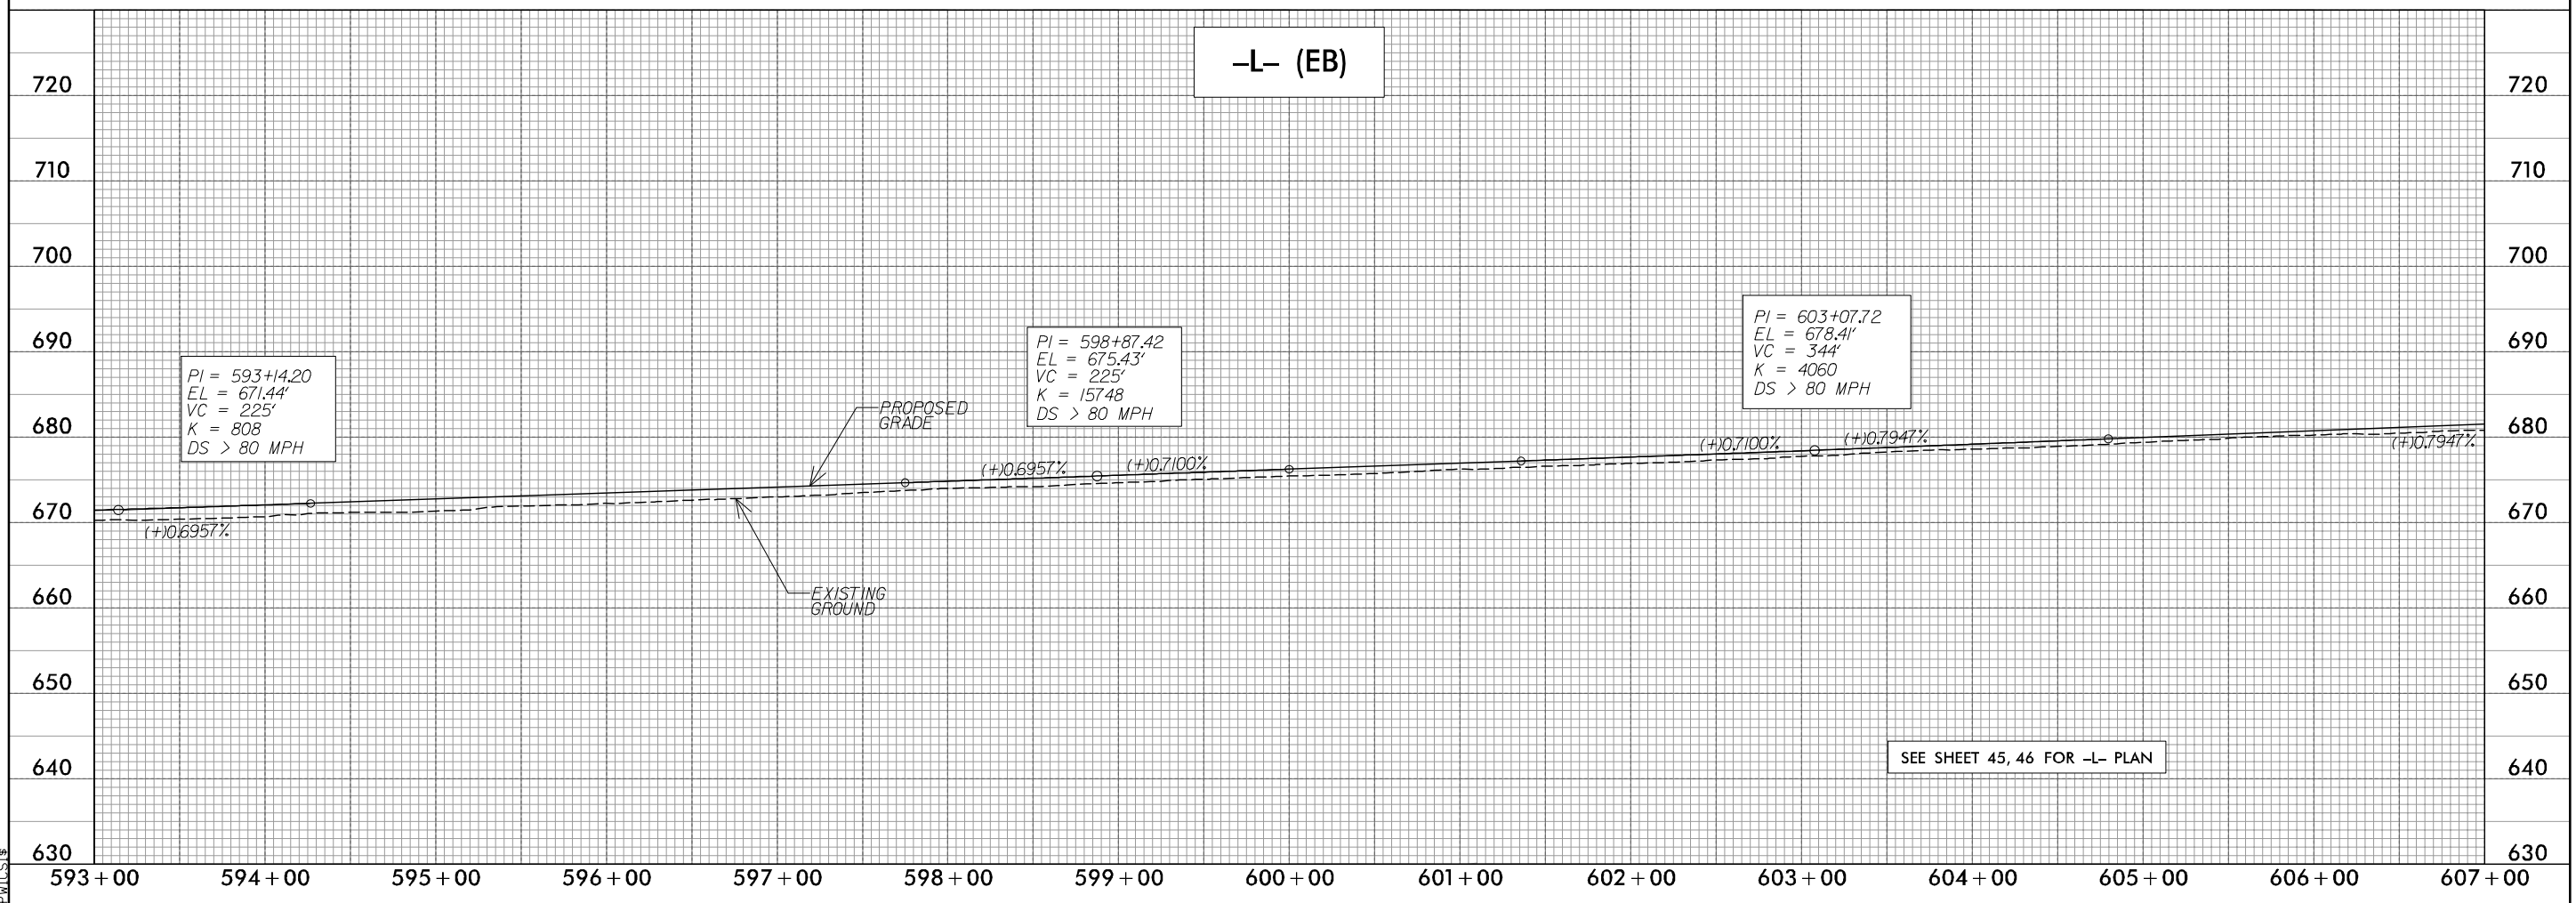 –L– (EB)
720
720
710
710
700
700
690
690
680
680
670
670
660
660
650
650
640
640
630
630
PI = 593+14.20
EL = 671.44'
VC = 225'
K = 808
DS > 80 MPH
PI = 598+87.42
EL = 675.43'
VC = 225'
K = 15748
DS > 80 MPH
PI = 603+07.72
EL = 678.41'
VC = 344'
K = 4060
DS > 80 MPH
PROPOSED
GRADE
EXISTING
GROUND
(+)0.6957%
(+)0.6957%
(+)0.7100%
(+)0.7100%
(+)0.7947%
(+)0.7947%
SEE SHEET 45, 46 FOR –L– PLAN
593+00
594+00
595+00
596+00
597+00
598+00
599+00
600+00
601+00
602+00
603+00
604+00
605+00
606+00
607+00